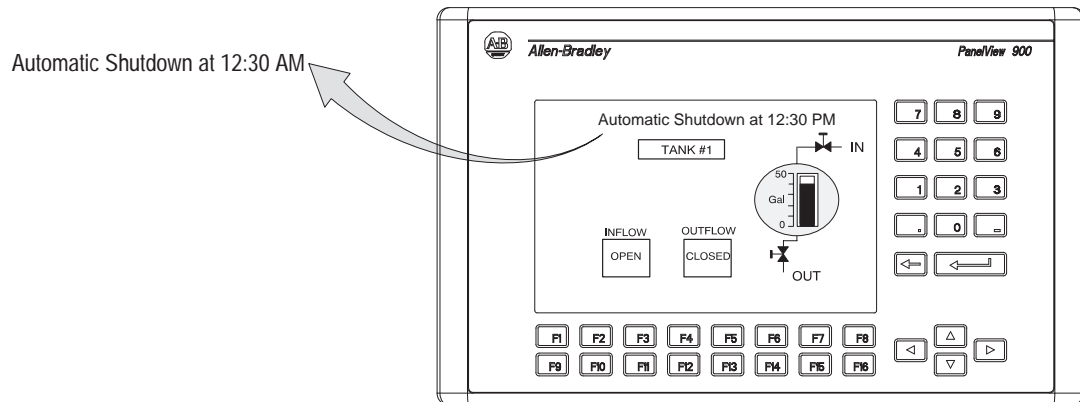 Automatic Shutdown at 12:30 AM
AB
Allen-Bradley
PanelView 900
Automatic Shutdown at 12:30 PM
TANK #1
IN
50
Gal
0
INFLOW
OUTFLOW
OPEN
CLOSED
OUT
7 8 9
4 5 6
1 2 3
. 0 -
F1 F2 F3 F4 F5 F6 F7 F8
F9 F10 F11 F12 F13 F14 F15 F16